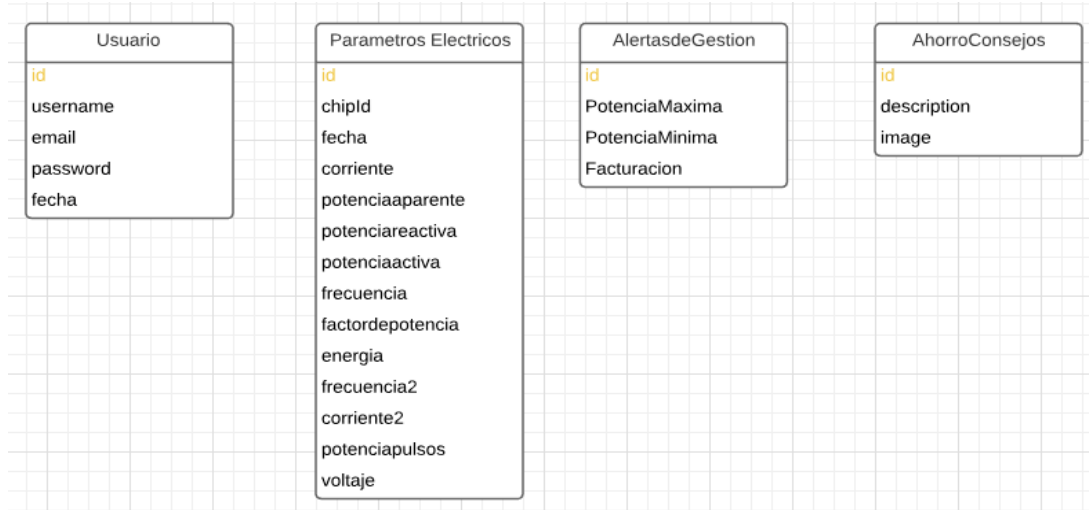 Usuario
id
username
email
password
fecha
Parametros Electricos
id
chipId
fecha
corriente
potenciaaparente
potenciareactiva
potenciaactiva
frecuencia
factordepotencia
energia
frecuencia2
corriente2
potenciapulsos
voltaje
AlertasdeGestion
id
PotenciaMaxima
PotenciaMinima
Facturacion
AhorroConsejos
id
description
image